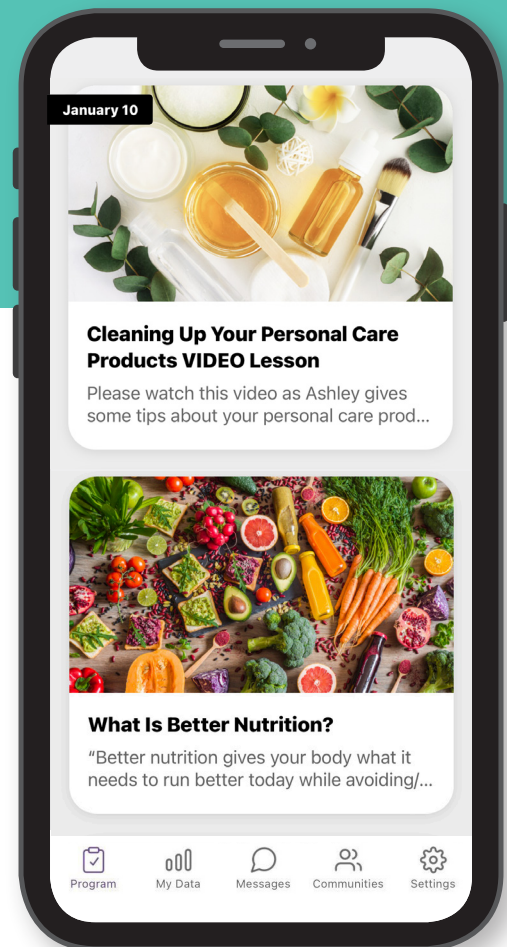 January 10
Cleaning Up Your Personal Care
Products VIDEO Lesson
Please watch this video as Ashley gives
some tips about your personal care prod...
What Is Better Nutrition?
“Better nutrition gives your body what it
needs to run better today while avoiding/...
Program
My Data
Messages
Communities
Settings